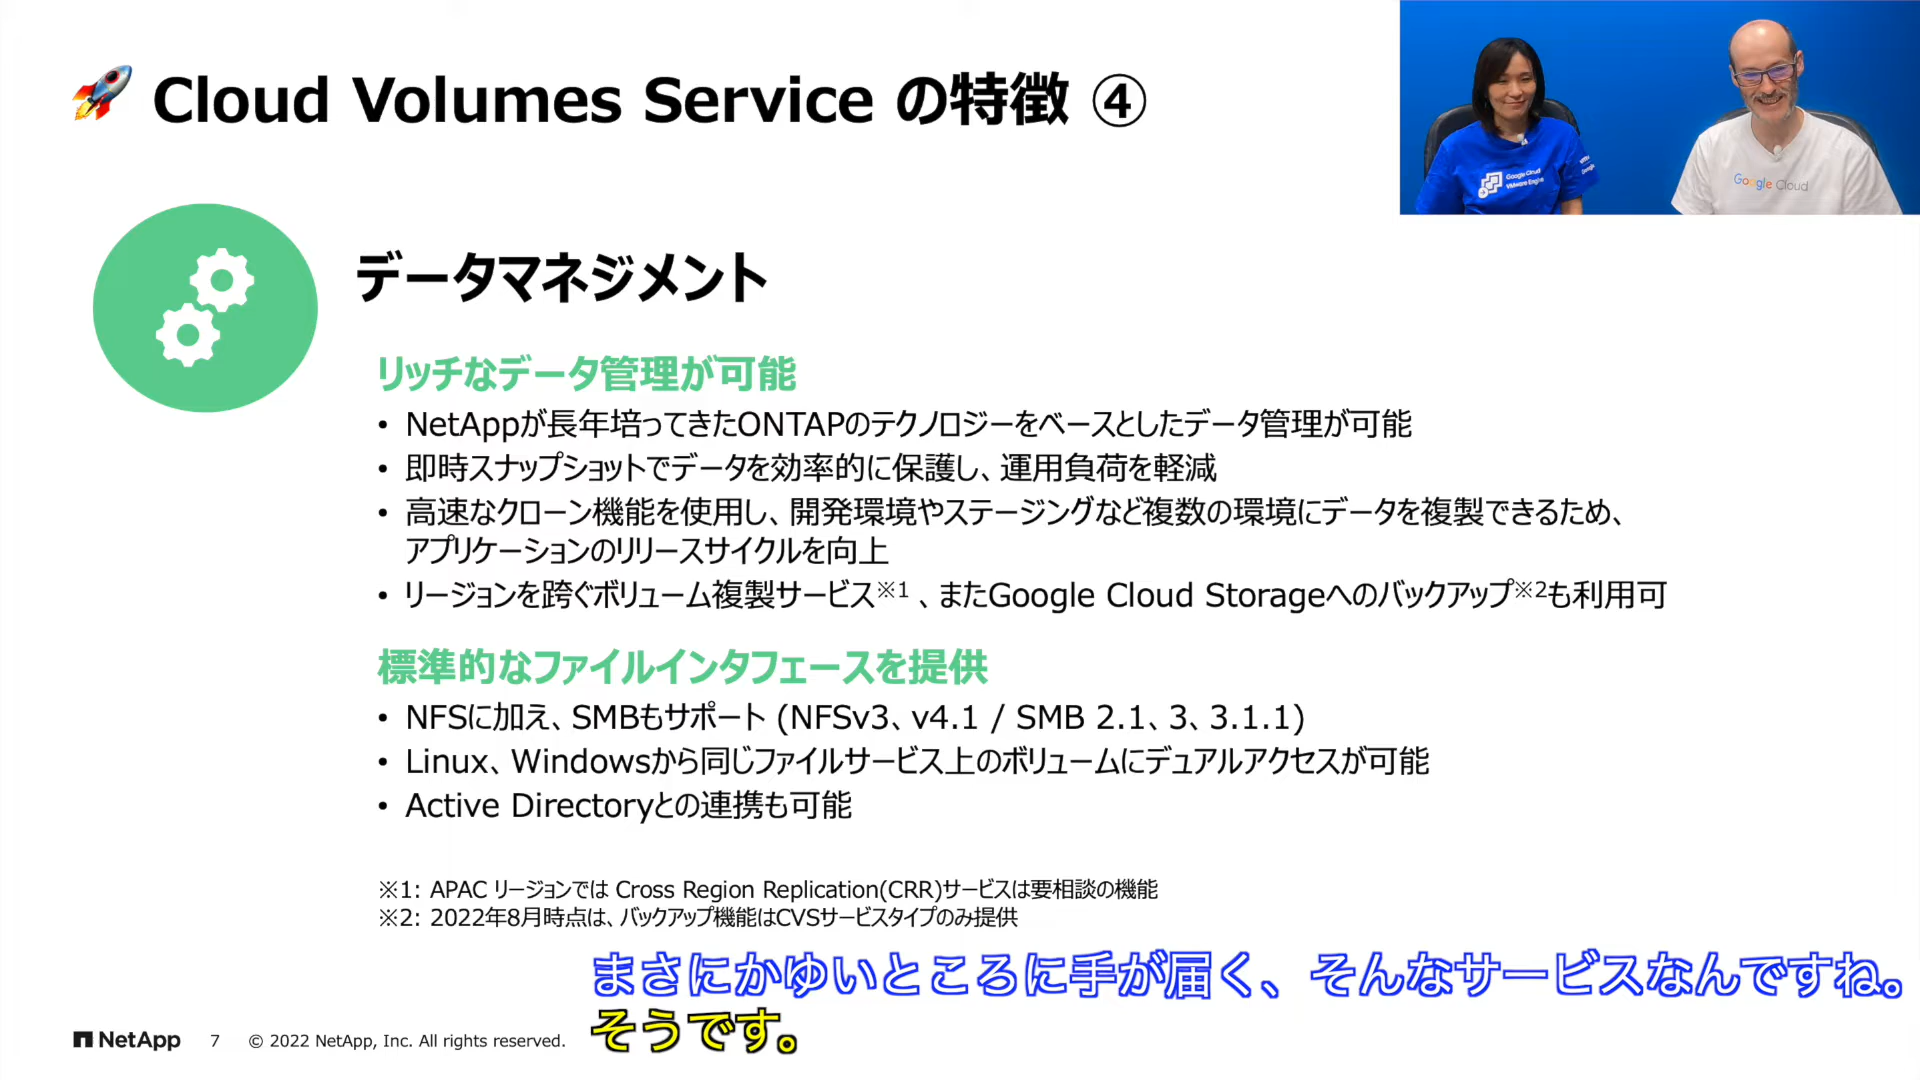 Cloud Volumes Service の特徴 ④
Google Cloud
VMware Engine
Google Cloud
データマネジメント
リッチなデータ管理が可能
• NetAppが長年培ってきたONTAPのテクノロジーをベースとしたデータ管理が可能
• 即時スナップショットでデータを効率的に保護し、運用負荷を軽減
• 高速なクローン機能を使用し、開発環境やステージングなど複数の環境にデータを複製できるため、
アプリケーションのリリースサイクルを向上
• リージョンを跨ぐボリューム複製サービス※1 、またGoogle Cloud Storageへのバックアップ※2も利用可
標準的なファイルインタフェースを提供
• NFSに加え、SMBもサポート (NFSv3、v4.1 / SMB 2.1、3、3.1.1)
• Linux、Windowsから同じファイルサービス上のボリュームにデュアルアクセスが可能
• Active Directoryとの連携も可能
※1: APAC リージョンでは Cross Region Replication(CRR)サービスは要相談の機能
※2: 2022年8月時点は、バックアップ機能はCVSサービスタイプのみ提供
まさにかゆいところに手が届く、そんなサービスなんですね。
そうです。
NetApp 7 © 2022 NetApp, Inc. All rights reserved.